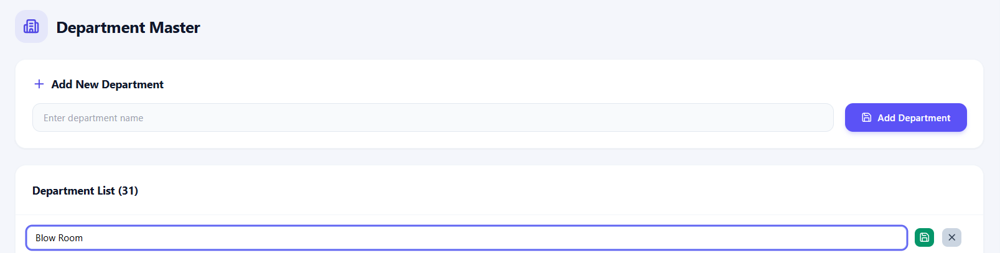 Department Master
Add New Department
Enter department name
Add Department
Department List (31)
Blow Room